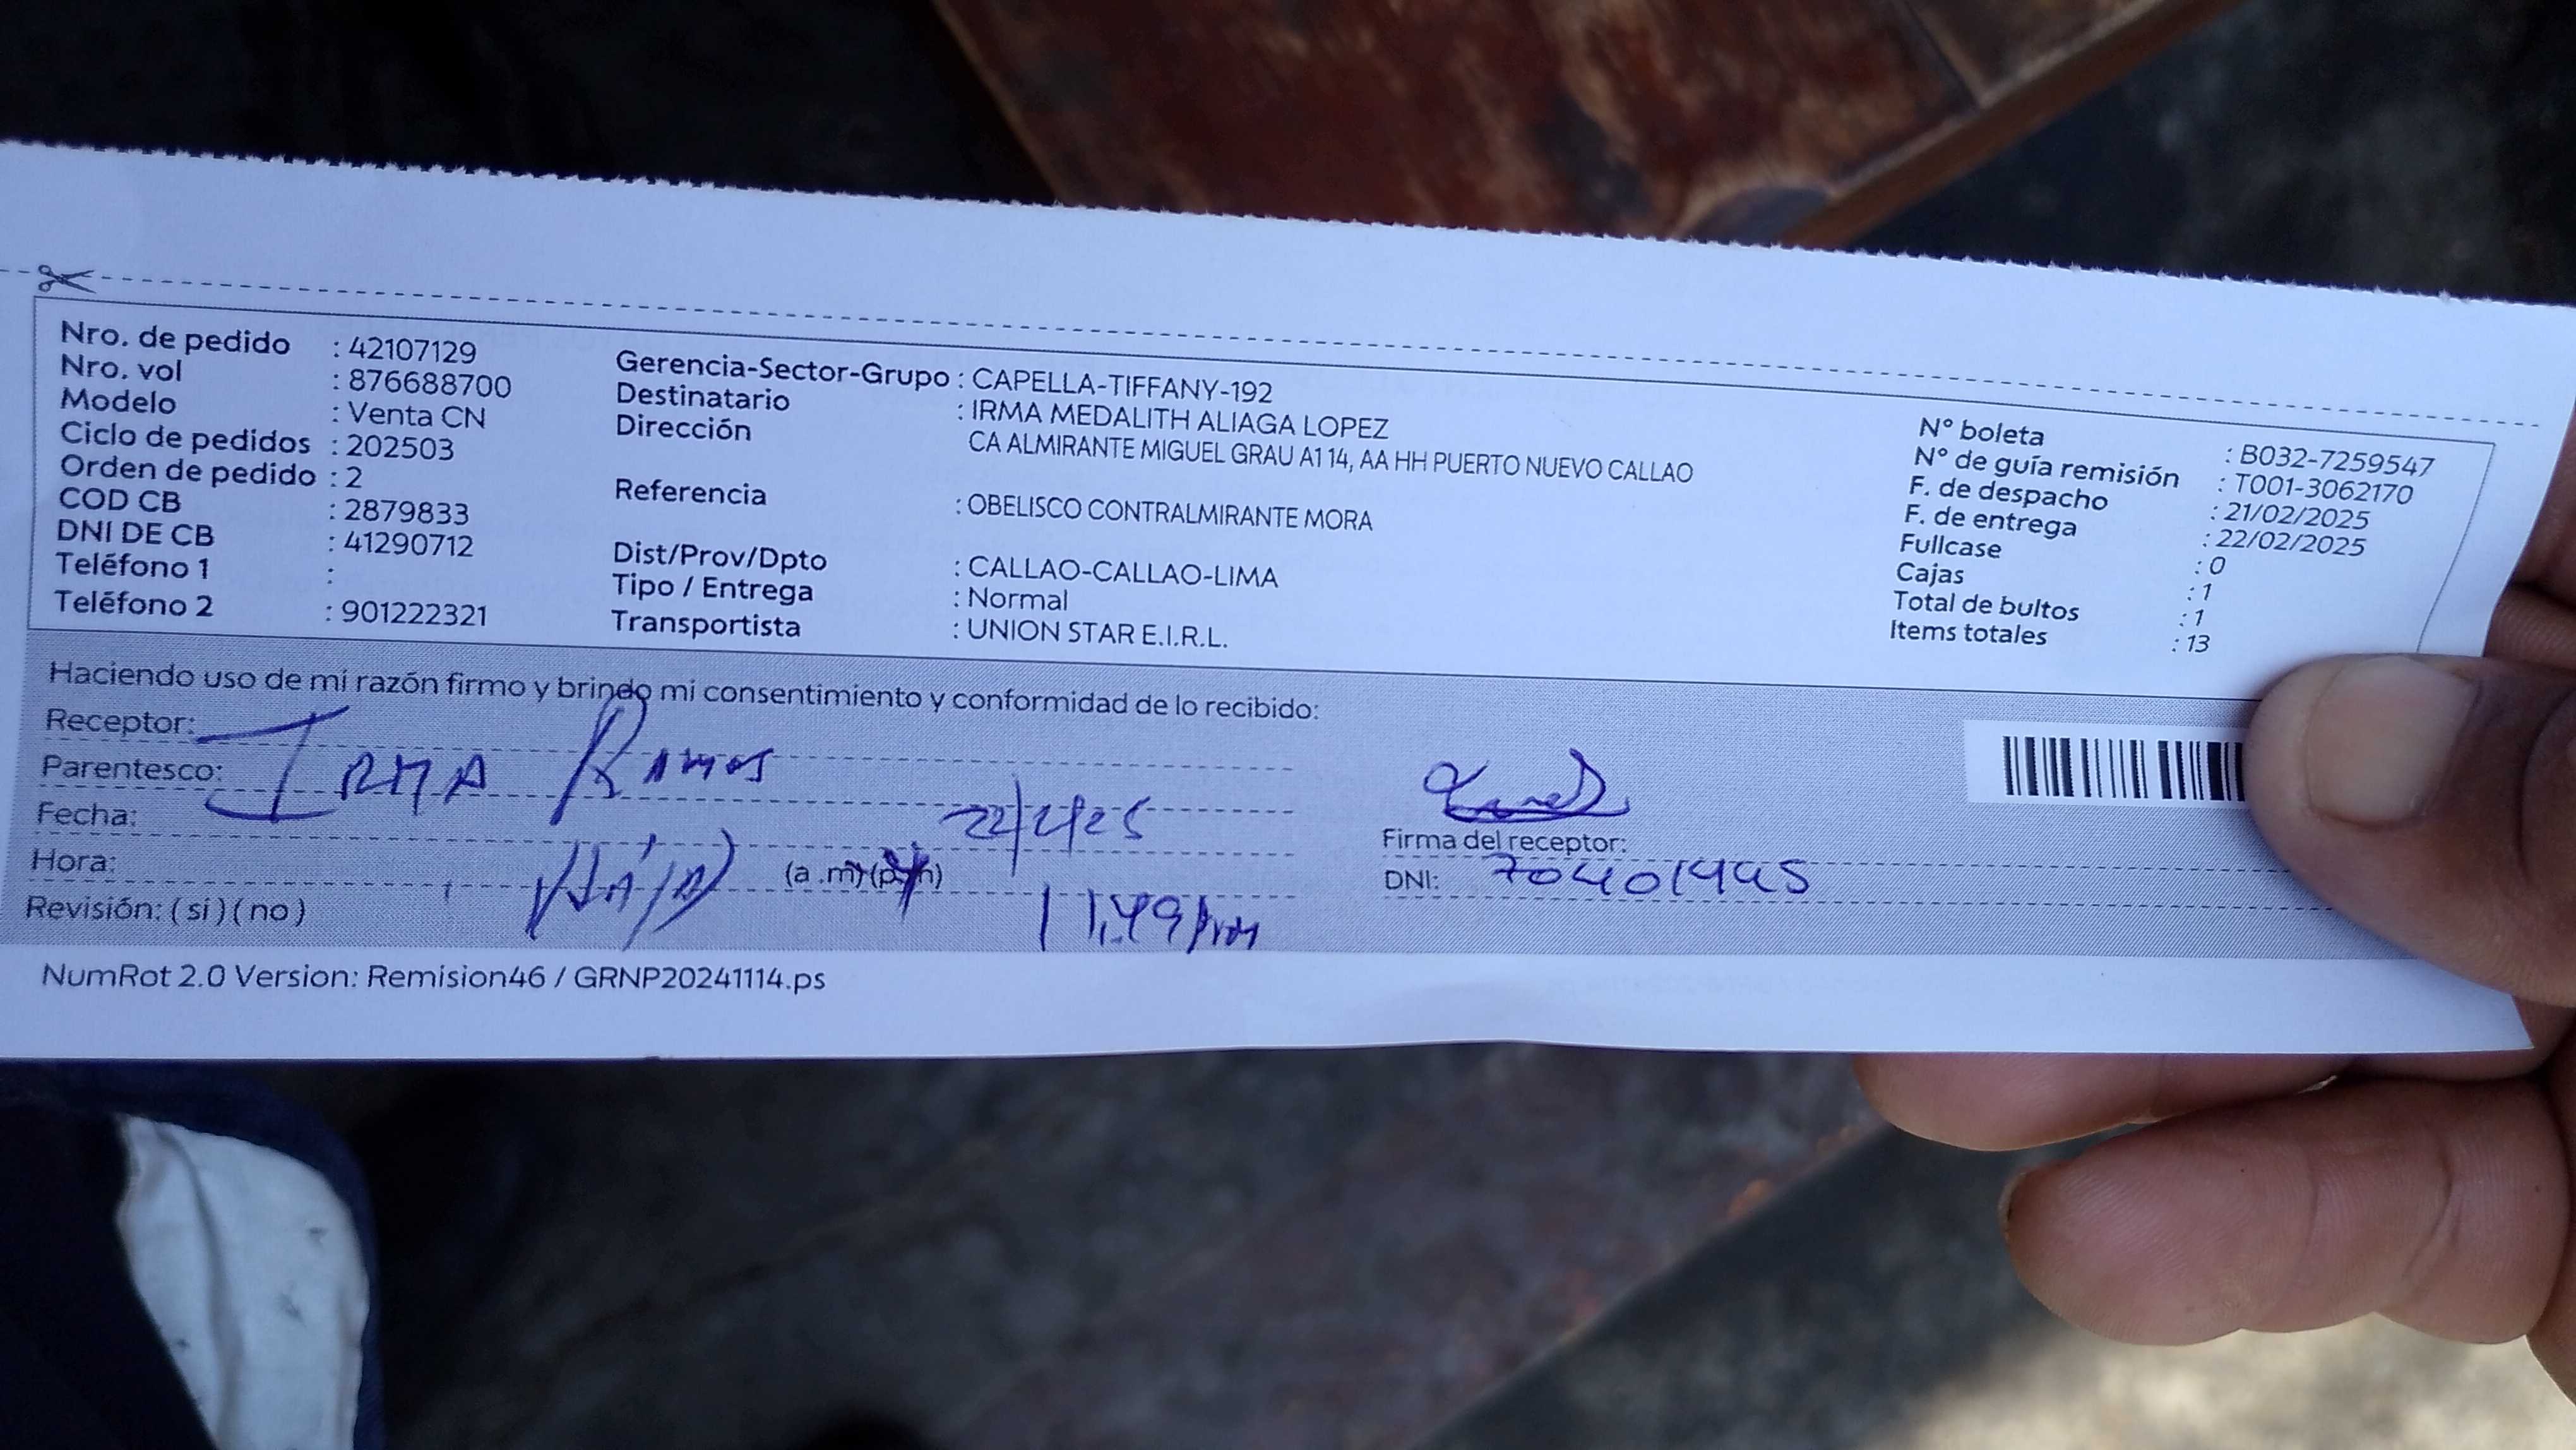 Nro. de pedido : 42107129
Nro. vol : 876688700
Modelo : Venta CN
Ciclo de pedidos : 202503
Orden de pedido : 2
COD CB : 2879833
DNI DE CB : 41290712
Teléfono 1 :
Teléfono 2 : 901222321
Gerencia-Sector-Grupo : CAPELLA-TIFFANY-192
Destinatario : IRMA MEDALITH ALIAGA LOPEZ
Dirección CA ALMIRANTE MIGUEL GRAU A1 14, AA HH PUERTO NUEVO CALLAO
Referencia : OBELISCO CONTRALMIRANTE MORA
Dist/Prov/Dpto : CALLAO-CALLAO-LIMA
Tipo / Entrega : Normal
Transportista : UNION STAR E.I.R.L.
N° boleta : B032-7259547
N° de guía remisión : T001-3062170
F. de despacho : 21/02/2025
F. de entrega : 22/02/2025
Fullcase : 0
Cajas : 1
Total de bultos : 1
Items totales : 13
Haciendo uso de mi razón firmo y brindo mi consentimiento y conformidad de lo recibido:
Receptor:
Parentesco: IRMA Ramos
Fecha: 22/2/25
Hora: (a.m) (p.m)
Revisión: (si) (no) 11,49
Firma del receptor:
DNI: 70401445
NumRot 2.0 Version: Remision46 / GRNP20241114.ps